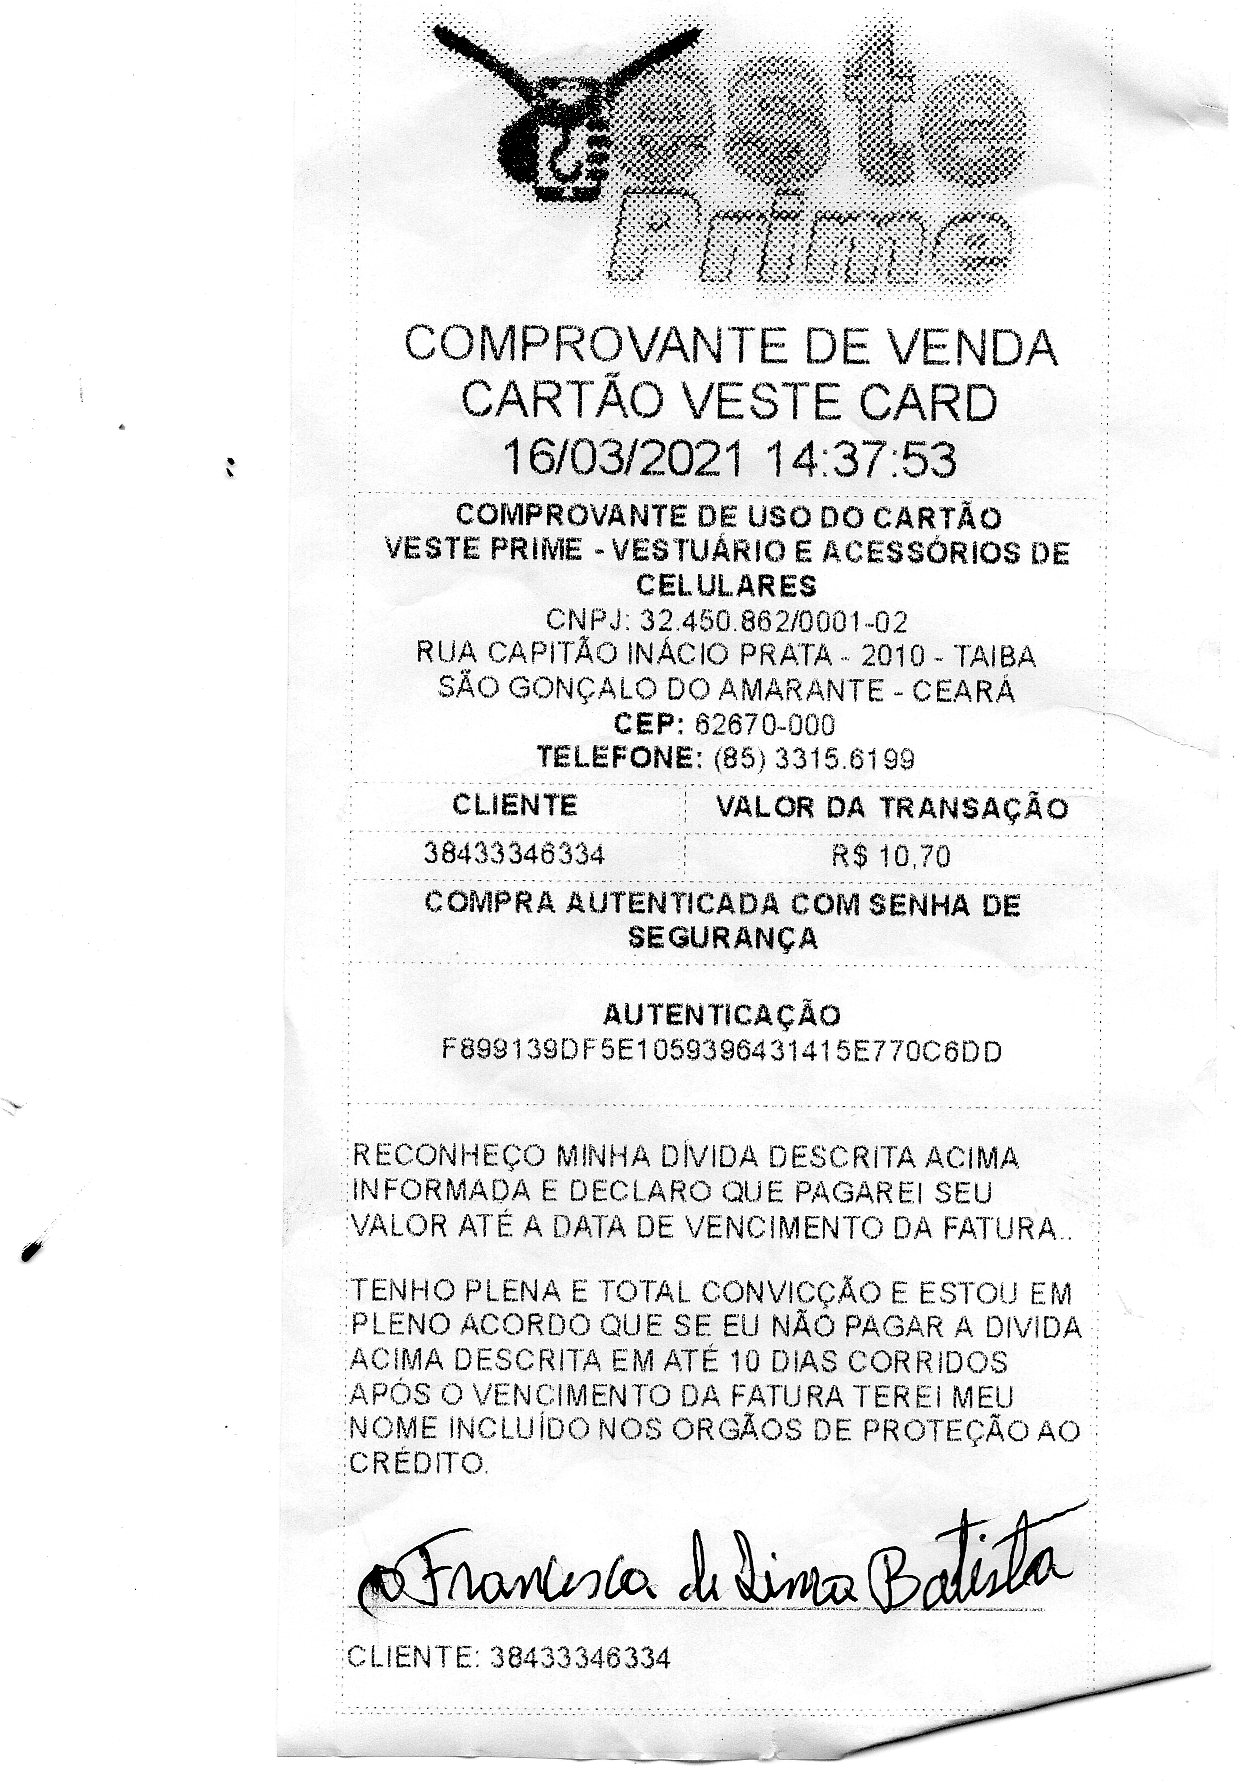 Veste
Prime
COMPROVANTE DE VENDA
CARTÃO VESTE CARD
16/03/2021 14:37:53
COMPROVANTE DE USO DO CARTÃO
VESTE PRIME - VESTUÁRIO E ACESSÓRIOS DE
CELULARES
CNPJ: 32.450.862/0001-02
RUA CAPITÃO INÁCIO PRATA - 2010 - TAIBA
SÃO GONÇALO DO AMARANTE - CEARÁ
CEP: 62670-000
TELEFONE: (85) 3315.6199
CLIENTE VALOR DA TRANSAÇÃO
38433346334 R$ 10,70
COMPRA AUTENTICADA COM SENHA DE
SEGURANÇA
AUTENTICAÇÃO
F899139DF5E1059396431415E770C6DD
RECONHEÇO MINHA DÍVIDA DESCRITA ACIMA
INFORMADA E DECLARO QUE PAGAREI SEU
VALOR ATÉ A DATA DE VENCIMENTO DA FATURA..
TENHO PLENA E TOTAL CONVICÇÃO E ESTOU EM
PLENO ACORDO QUE SE EU NÃO PAGAR A DIVIDA
ACIMA DESCRITA EM ATÉ 10 DIAS CORRIDOS
APÓS O VENCIMENTO DA FATURA TEREI MEU
NOME INCLUÍDO NOS ORGÃOS DE PROTEÇÃO AO
CRÉDITO.
Francisca de Lima Batista
CLIENTE: 38433346334